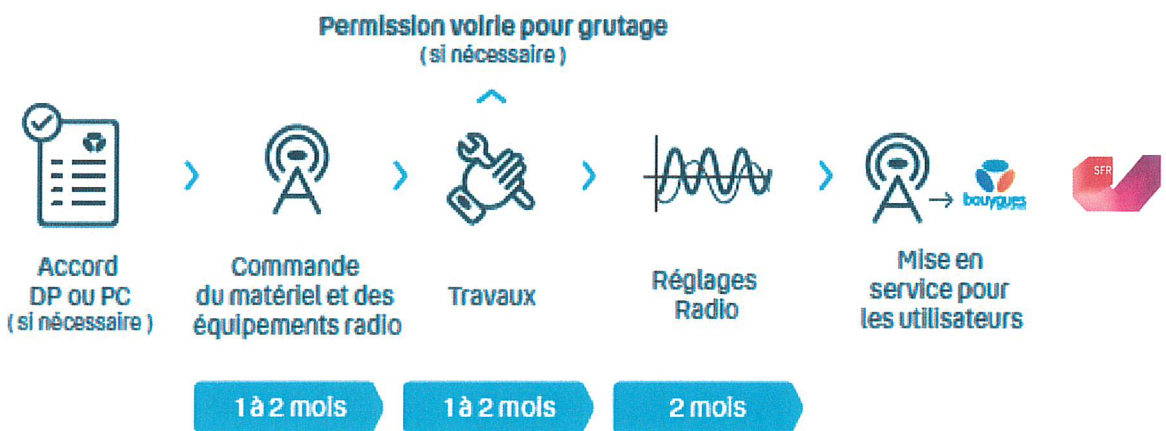 Permission voirie pour grutage
( si nécessaire )
Accord
DP ou PC
( si nécessaire )
Commande
du matériel et des
équipements radio
Travaux
Réglages
Radio
bouygues
SFR
Mise en
service pour
les utilisateurs
1 à 2 mois
1 à 2 mois
2 mois